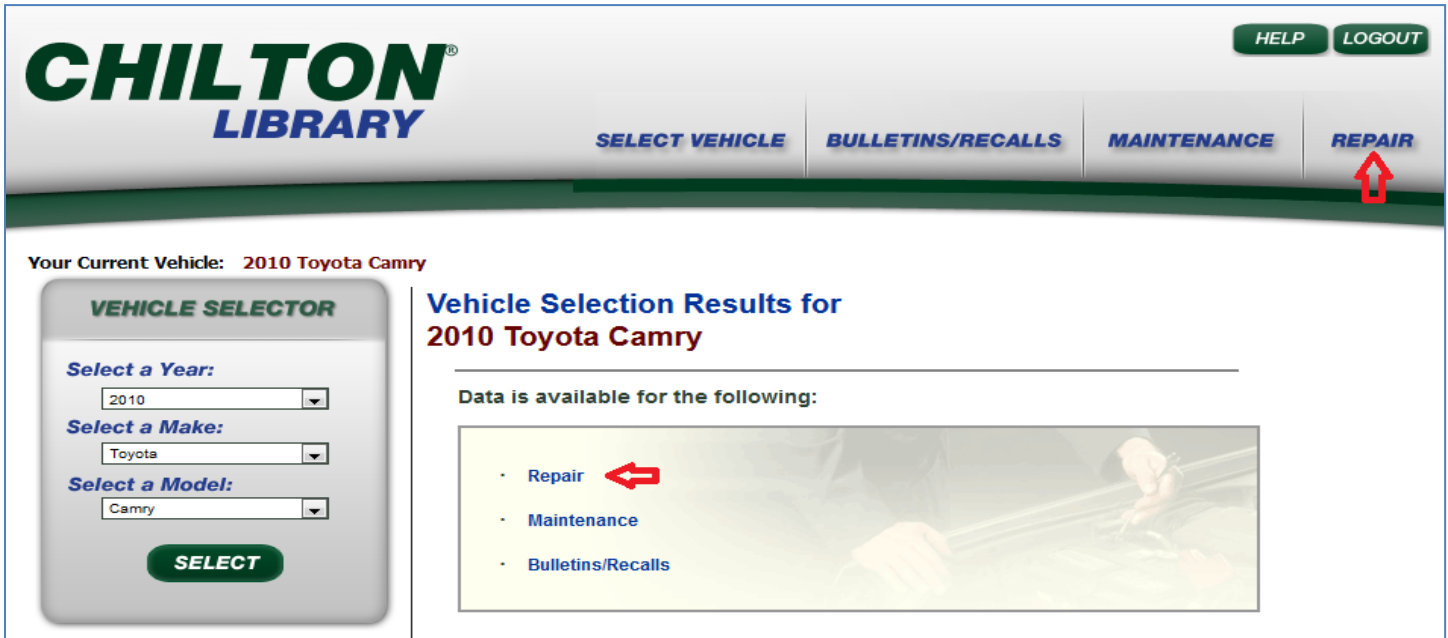 CHILTON®
LIBRARY
HELP
LOGOUT
SELECT VEHICLE
BULLETINS/RECALLS
MAINTENANCE
REPAIR
Your Current Vehicle: 2010 Toyota Camry
VEHICLE SELECTOR
Select a Year:
2010
Select a Make:
Toyota
Select a Model:
Camry
SELECT
Vehicle Selection Results for
2010 Toyota Camry
Data is available for the following:
· Repair
· Maintenance
· Bulletins/Recalls